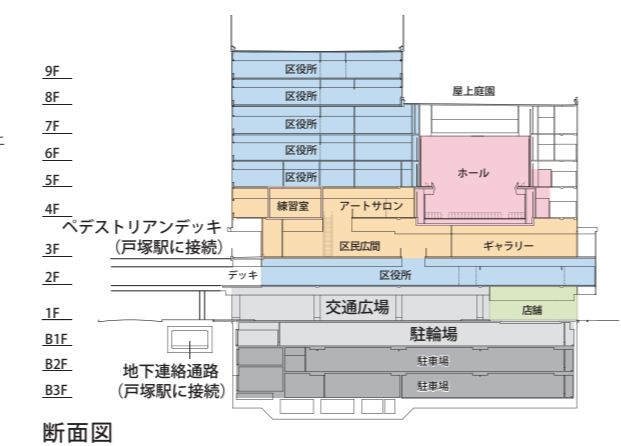 9F
区役所
8F
区役所
屋上庭園
7F
区役所
6F
区役所
ホール
5F
区役所
4F
練習室
アートサロン
ペデストリアンデッキ
（戸塚駅に接続）
3F
区民広間
ギャラリー
2F
デッキ
区役所
1F
交通広場
店舗
B1F
駐輪場
B2F
駐車場
地下連絡通路
（戸塚駅に接続）
B3F
駐車場
断面図